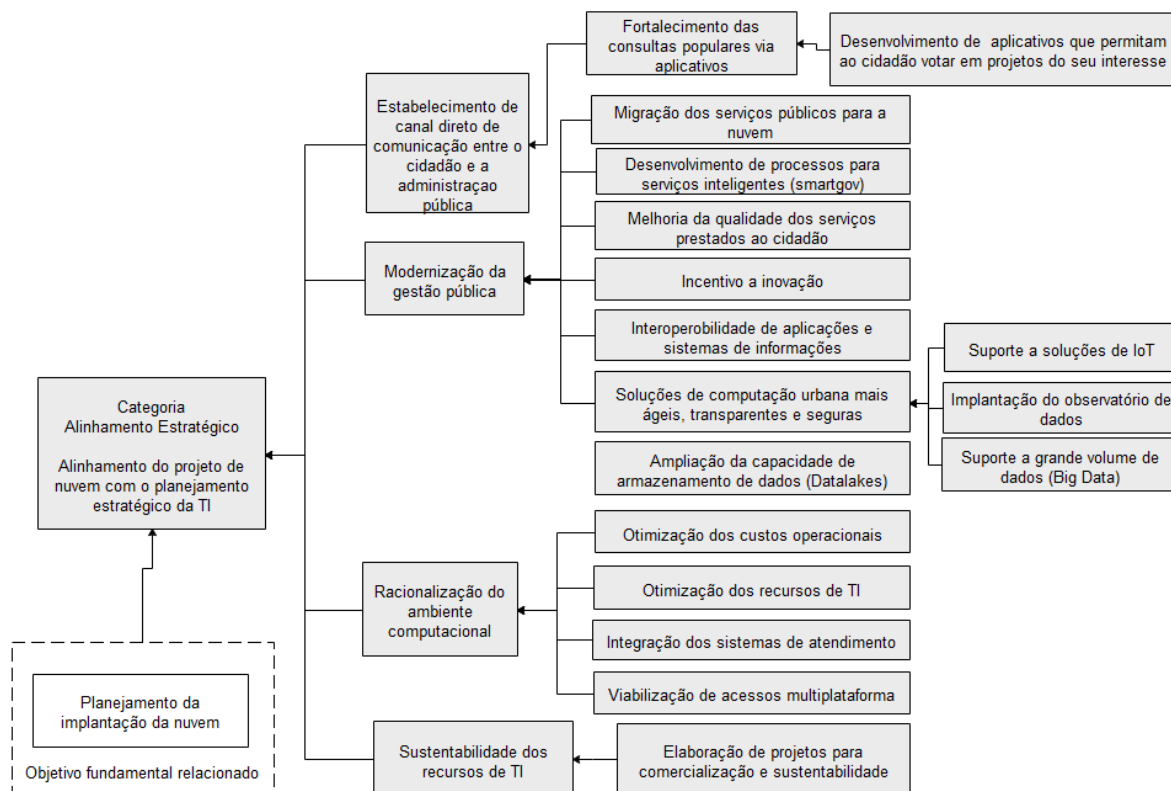 Fortalecimento das
consultas populares via
aplicativos
Desenvolvimento de aplicativos que permitam
ao cidadão votar em projetos do seu interesse
Estabelecimento de
canal direto de
comunicação entre o
cidadão e a
administraçao
pública
Migração dos serviços públicos para a
nuvem
Desenvolvimento de processos para
serviços inteligentes (smartgov)
Melhoria da qualidade dos serviços
prestados ao cidadão
Modernização da
gestão pública
Incentivo a inovação
Interoperobilidade de aplicações e
sistemas de informações
Soluções de computação urbana mais
ágeis, transparentes e seguras
Suporte a soluções de IoT
Implantação do observatório de
dados
Suporte a grande volume de
dados (Big Data)
Ampliação da capacidade de
armazenamento de dados (Datalakes)
Categoria
Alinhamento Estratégico
Alinhamento do projeto de
nuvem com o planejamento
estratégico da TI
Otimização dos custos operacionais
Otimização dos recursos de TI
Racionalização do
ambiente
computacional
Integração dos sistemas de atendimento
Viabilização de acessos multiplataforma
Planejamento da
implantação da nuvem
Objetivo fundamental relacionado
Sustentabilidade dos
recursos de TI
Elaboração de projetos para
comercialização e sustentabilidade